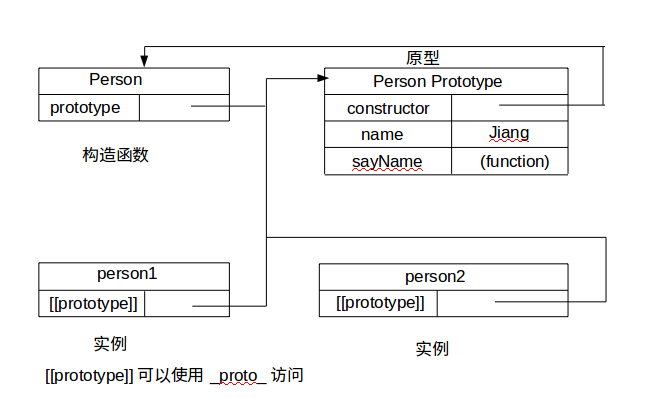 原型
Person
prototype
构造函数
Person Prototype
constructor
name Jiang
sayName (function)
person1
[[prototype]]
实例
person2
[[prototype]]
实例
[[prototype]] 可以使用 _proto_ 访问